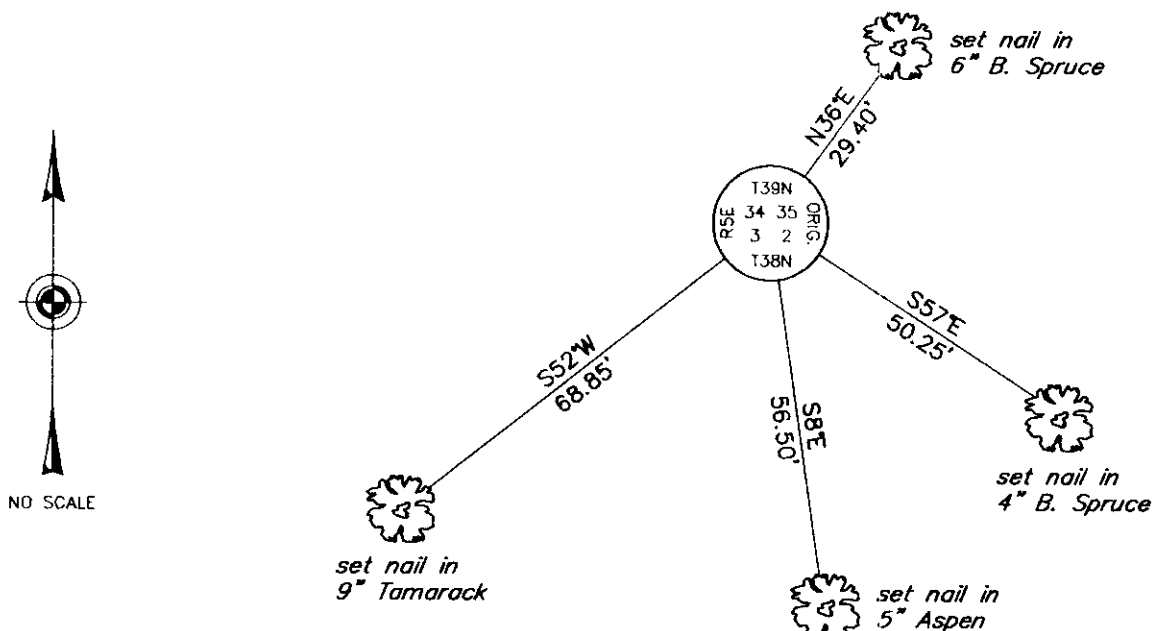 set nail in
6" B. Spruce
N36°E
29.40'
T39N
R5E 34 35 ORIG.
3 2
T38N
S57°E
50.25'
S52°W
68.85'
S8°E
56.50'
NO SCALE
set nail in
4" B. Spruce
set nail in
9" Tamarack
set nail in
5" Aspen